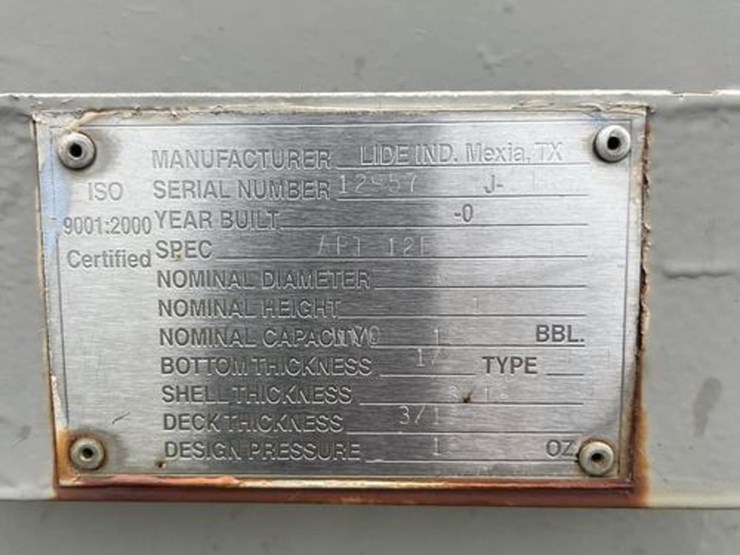 MANUFACTURER LIDE IND. Mexia, TX
ISO SERIAL NUMBER J-
9001:2000 YEAR BUILT -0
Certified SPEC API
NOMINAL DIAMETER
NOMINAL HEIGHT
NOMINAL CAPACITY BBL.
BOTTOM THICKNESS TYPE
SHELL THICKNESS
DECK THICKNESS
DESIGN PRESSURE OZ.